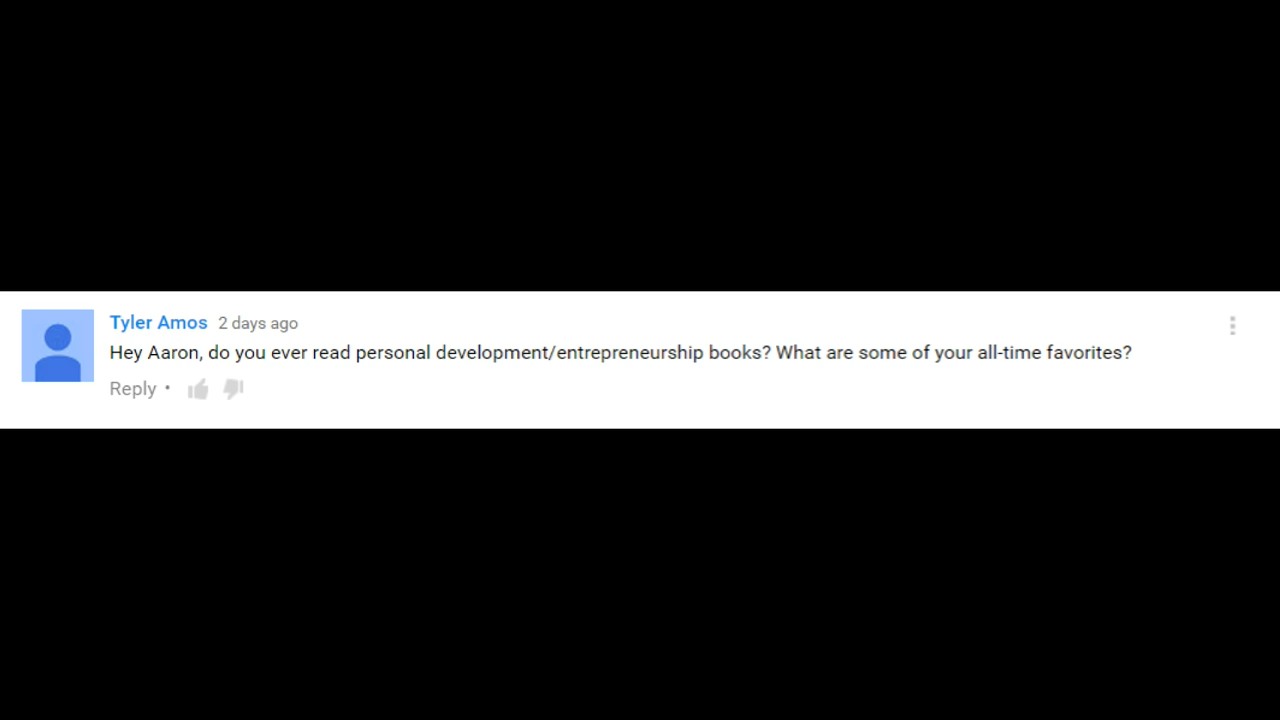 Tyler Amos 2 days ago
Hey Aaron, do you ever read personal development/entrepreneurship books? What are some of your all-time favorites?
Reply •